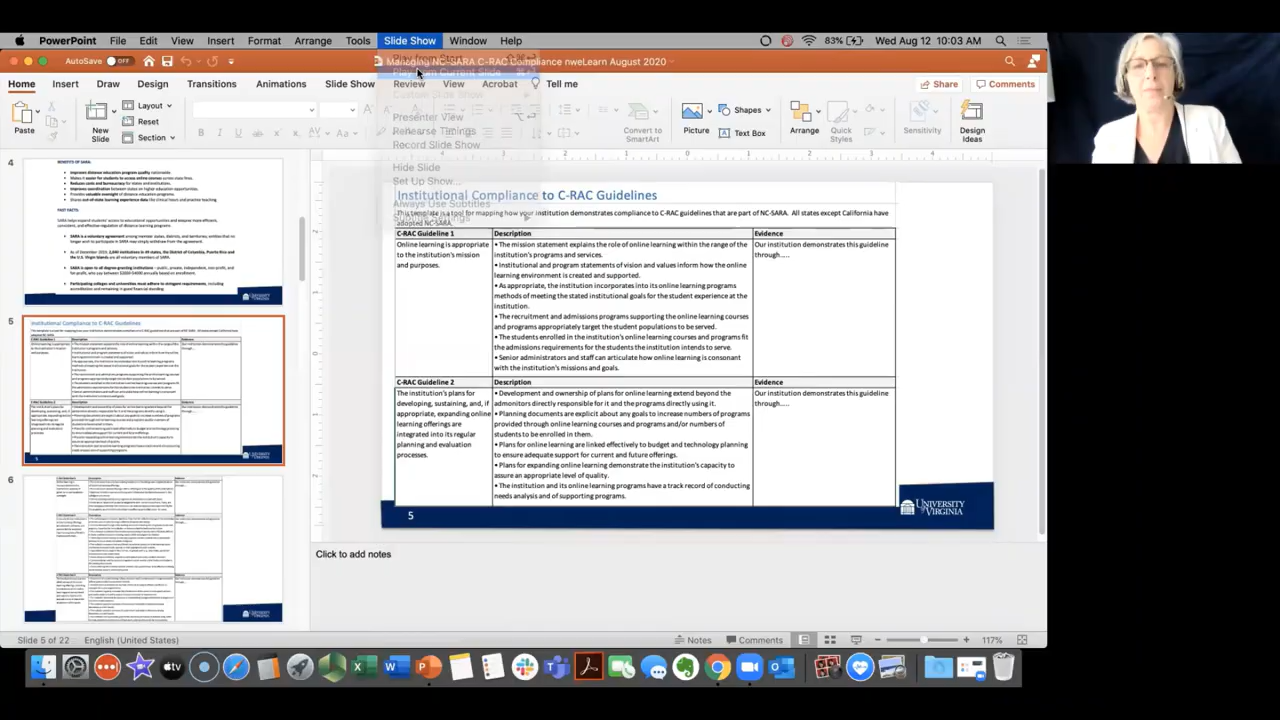 PowerPoint File Edit View Insert Format Arrange Tools Slide Show Window Help 83% Wed Aug 12 10:03 AM
AutoSave OFF Managing NC-SARA C-RAC Compliance nweLearn August 2020
Play from Current Slide
Home Insert Draw Design Transitions Animations Slide Show Review View Acrobat Tell me Share Comments
Paste New Slide Layout Reset Section Convert to SmartArt Picture Shapes Text Box Arrange Quick Styles Sensitivity Design Ideas
Presenter View
Rehearse Timings
Record Slide Show
Hide Slide
Set Up Show...
Always Use Subtitles
4
BENEFITS OF SARA:
FAST FACTS:
5
6
Institutional Compliance to C-RAC Guidelines
This template is a tool for mapping how your institution demonstrates compliance to C-RAC guidelines that are part of NC-SARA. All states except California have
adopted NC-SARA.
C-RAC Guideline 1 Description Evidence
Online learning is appropriate
to the institution's mission
and purposes.
• The mission statement explains the role of online learning within the range of the
institution's programs and services.
• Institutional and program statements of vision and values inform how the online
learning environment is created and supported.
• As appropriate, the institution incorporates into its online learning programs
methods of meeting the stated institutional goals for the student experience at the
institution.
• The recruitment and admissions programs supporting the online learning courses
and programs appropriately target the student populations to be served.
• The students enrolled in the institution's online learning courses and programs fit
the admissions requirements for the students the institution intends to serve.
• Senior administrators and staff can articulate how online learning is consonant
with the institution's missions and goals.
Our institution demonstrates this guideline
through…..
C-RAC Guideline 2 Description Evidence
The institution's plans for
developing, sustaining, and, if
appropriate, expanding online
learning offerings are
integrated into its regular
planning and evaluation
processes.
• Development and ownership of plans for online learning extend beyond the
admonitors directly responsible for it and the programs directly using it.
• Planning documents are explicit about any goals to increase numbers of programs
provided through online learning courses and programs and/or numbers of
students to be enrolled in them.
• Plans for online learning are linked effectively to budget and technology planning
to ensure adequate support for current and future offerings.
• Plans for expanding online learning demonstrate the institution's capacity to
assure an appropriate level of quality.
• The institution and its online learning programs have a track record of conducting
needs analysis and of supporting programs.
Our institution demonstrates this guideline
through…..
5
UNIVERSITY of VIRGINIA
Click to add notes
Slide 5 of 22 English (United States) Notes Comments 117%